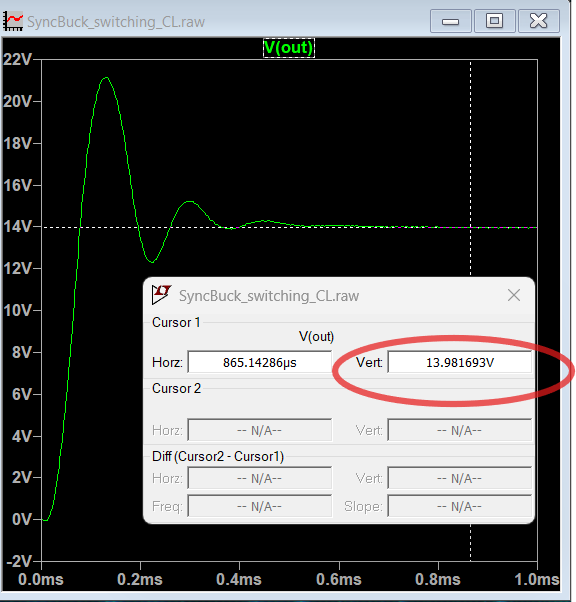 SyncBuck_switching_CL.raw
V(out)
22V
20V
18V
16V
14V
12V
10V
8V
6V
4V
2V
0V
-2V
0.0ms 0.2ms 0.4ms 0.6ms 0.8ms 1.0ms
SyncBuck_switching_CL.raw
Cursor 1
V(out)
Horz: 865.14286µs Vert: 13.981693V
Cursor 2
Horz: -- N/A-- Vert: -- N/A--
Diff (Cursor2 - Cursor1)
Horz: -- N/A-- Vert: -- N/A--
Freq: -- N/A-- Slope: -- N/A--